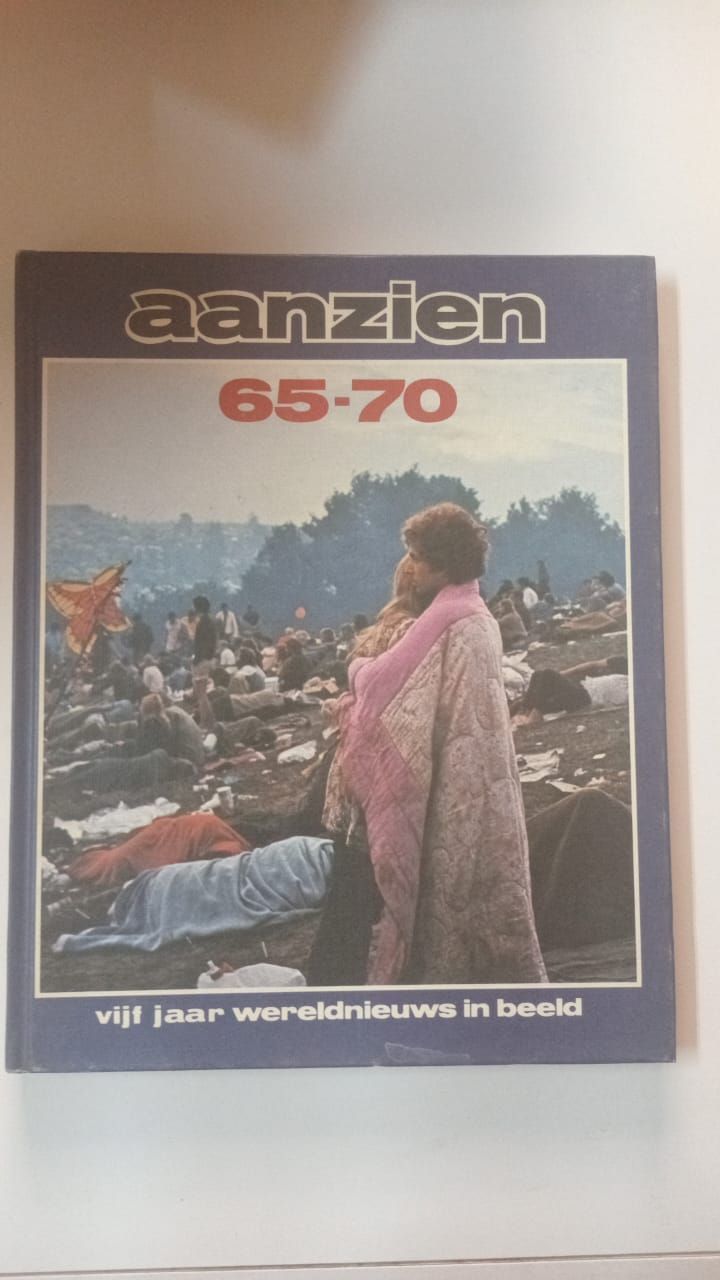 aanzien
65-70
vijf jaar wereldnieuws in beeld